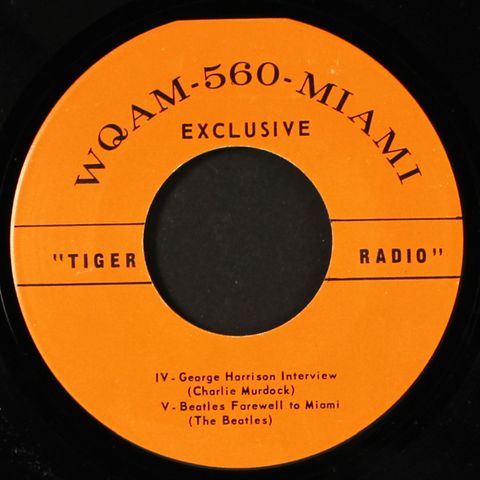 WQAM-560-MIAMI
EXCLUSIVE
"TIGER RADIO"
IV - George Harrison Interview
(Charlie Murdock)
V - Beatles Farewell to Miami
(The Beatles)